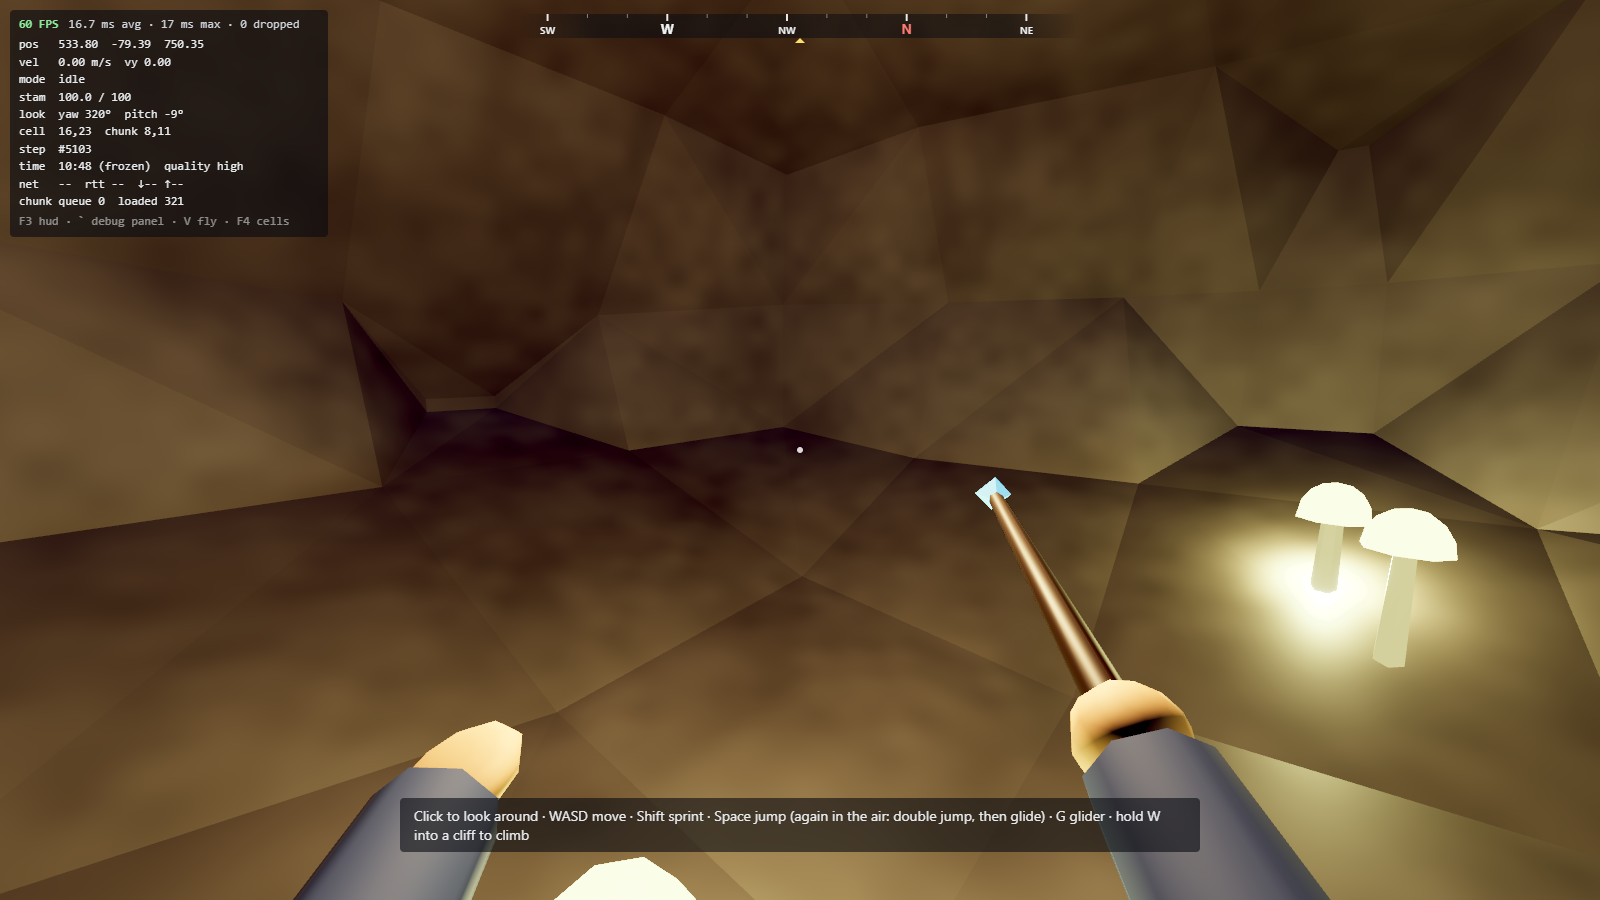 60 FPS 16.7 ms avg · 17 ms max · 0 dropped
pos 533.80 -79.39 750.35
vel 0.00 m/s vy 0.00
mode idle
stam 100.0 / 100
look yaw 320° pitch -9°
cell 16,23 chunk 8,11
step #5103
time 10:48 (frozen) quality high
net -- rtt -- ↓-- ↑--
chunk queue 0 loaded 321
F3 hud · ` debug panel · V fly · F4 cells
SW W NW N NE
Click to look around · WASD move · Shift sprint · Space jump (again in the air: double jump, then glide) · G glider · hold W
into a cliff to climb